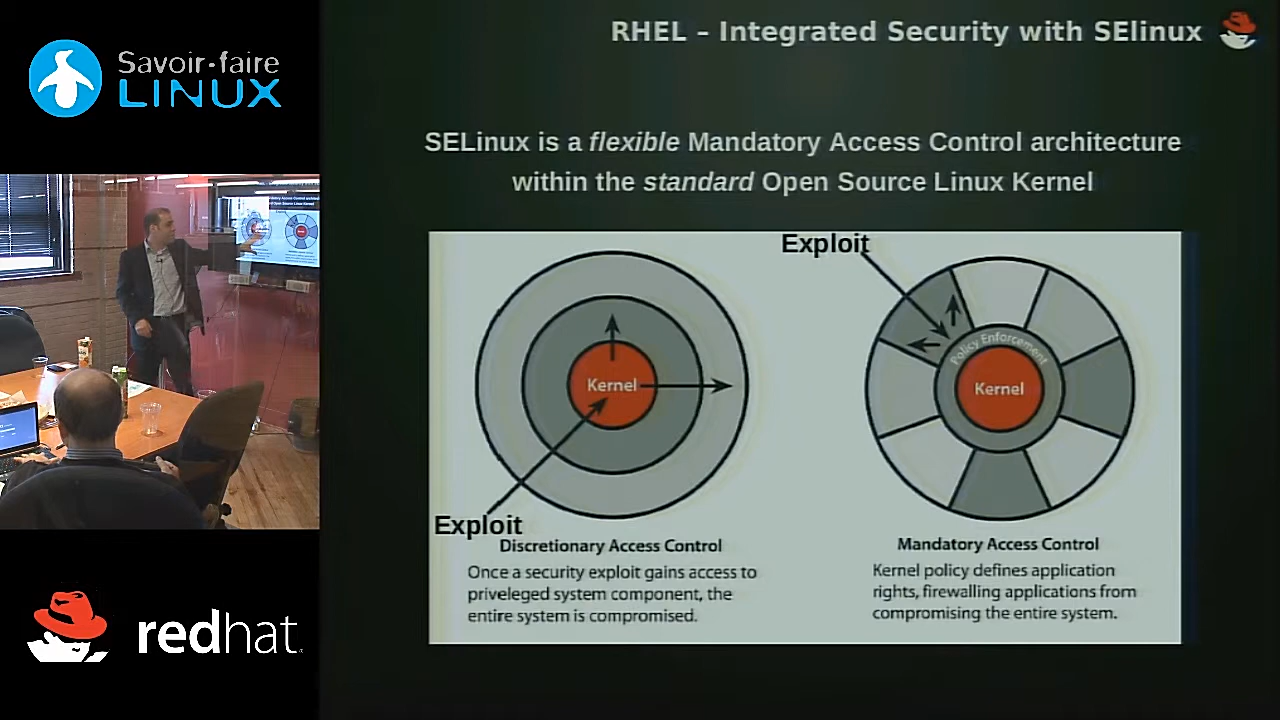 Savoir-faire
LINUX
RHEL – Integrated Security with SElinux
SELinux is a flexible Mandatory Access Control architecture
within the standard Open Source Linux Kernel
Exploit
Kernel
Exploit
Discretionary Access Control
Once a security exploit gains access to
priveleged system component, the
entire system is compromised.
Policy Enforcement
Kernel
Mandatory Access Control
Kernel policy defines application
rights, firewalling applications from
compromising the entire system.
redhat